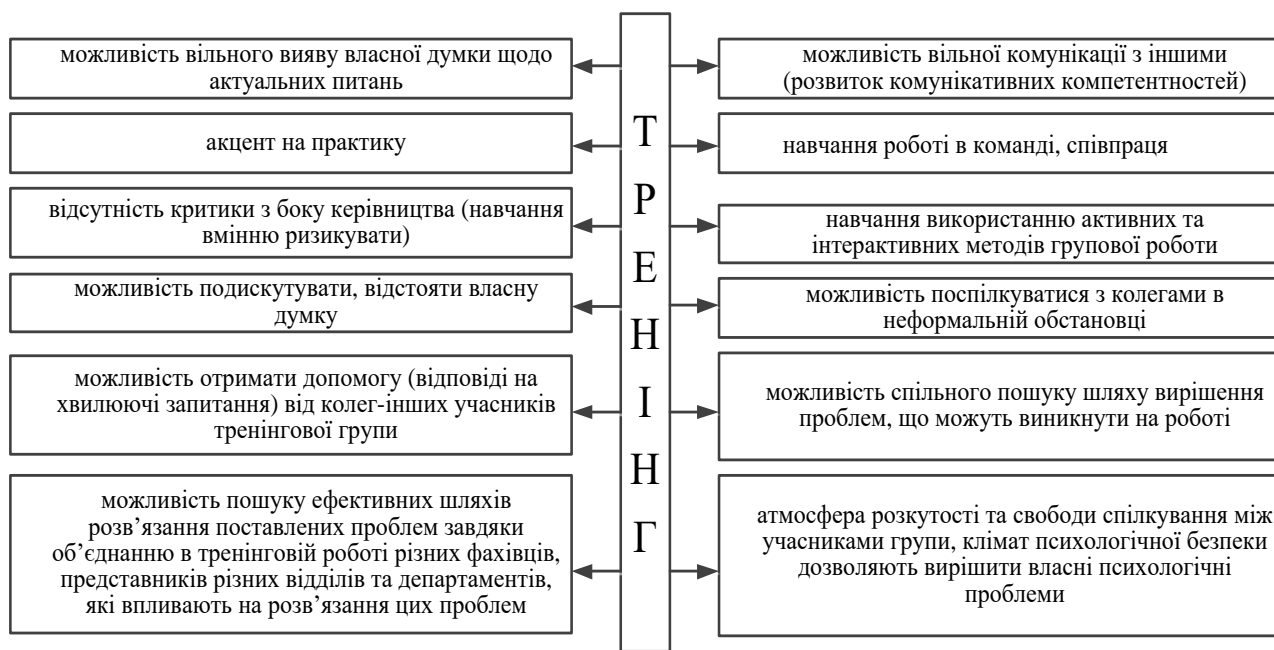 можливість вільного вияву власної думки щодо
актуальних питань
акцент на практику
відсутність критики з боку керівництва (навчання
вмінню ризикувати)
можливість подискутувати, відстояти власну
думку
можливість отримати допомогу (відповіді на
хвилюючі запитання) від колег-інших учасників
тренінгової групи
можливість пошуку ефективних шляхів
розв’язання поставлених проблем завдяки
об’єднанню в тренінговій роботі різних фахівців,
представників різних відділів та департаментів,
які впливають на розв’язання цих проблем
Т
Р
Е
Н
І
Н
Г
можливість вільної комунікації з іншими
(розвиток комунікативних компетентностей)
навчання роботі в команді, співпраця
навчання використанню активних та
інтерактивних методів групової роботи
можливість поспілкуватися з колегами в
неформальній обстановці
можливість спільного пошуку шляху вирішення
проблем, що можуть виникнути на роботі
атмосфера розкутості та свободи спілкування між
учасниками групи, клімат психологічної безпеки
дозволяють вирішити власні психологічні
проблеми